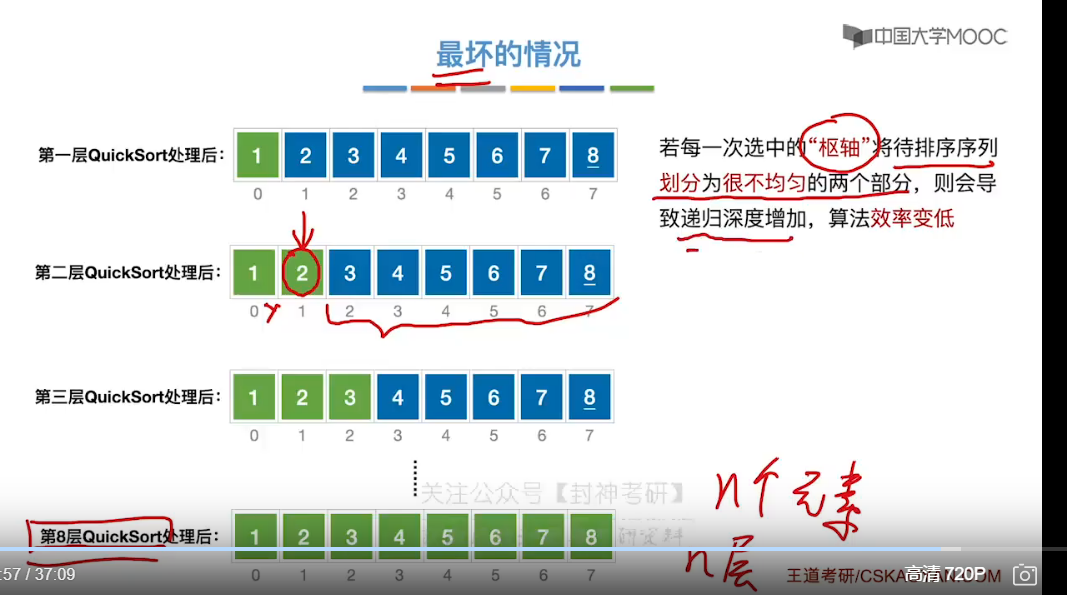 中国大学MOOC
最坏的情况
第一层QuickSort处理后:
1 2 3 4 5 6 7 8
0 1 2 3 4 5 6 7
若每一次选中的“枢轴”将待排序序列
划分为很不均匀的两个部分，则会导
致递归深度增加，算法效率变低
第二层QuickSort处理后:
1 2 3 4 5 6 7 8
0 1 2 3 4 5 6 7
第三层QuickSort处理后:
1 2 3 4 5 6 7 8
0 1 2 3 4 5 6 7
关注公众号【封神考研】
n个元素
第8层QuickSort处理后:
1 2 3 4 5 6 7 8
0 1 2 3 4 5 6 7
n层
:57 / 37:09
王道考研/CSKAOYAN.COM
高清 720P